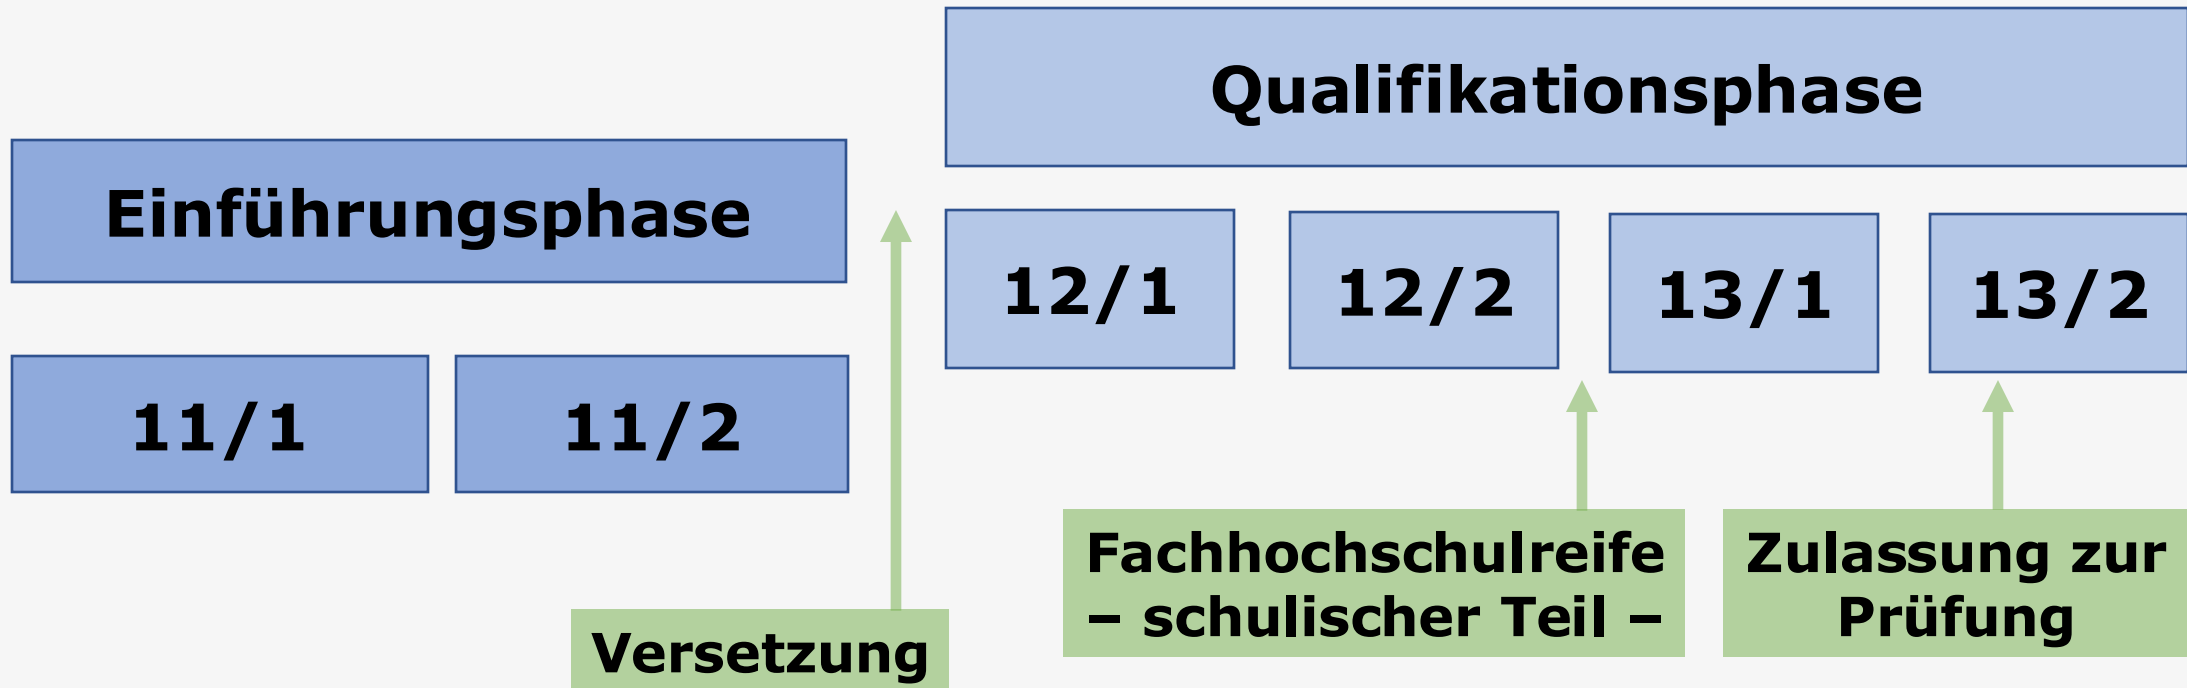 Qualifikationsphase
Einführungsphase
12/1
12/2
13/1
13/2
11/1
11/2
Fachhochschulreife
– schulischer Teil –
Zulassung zur
Prüfung
Versetzung